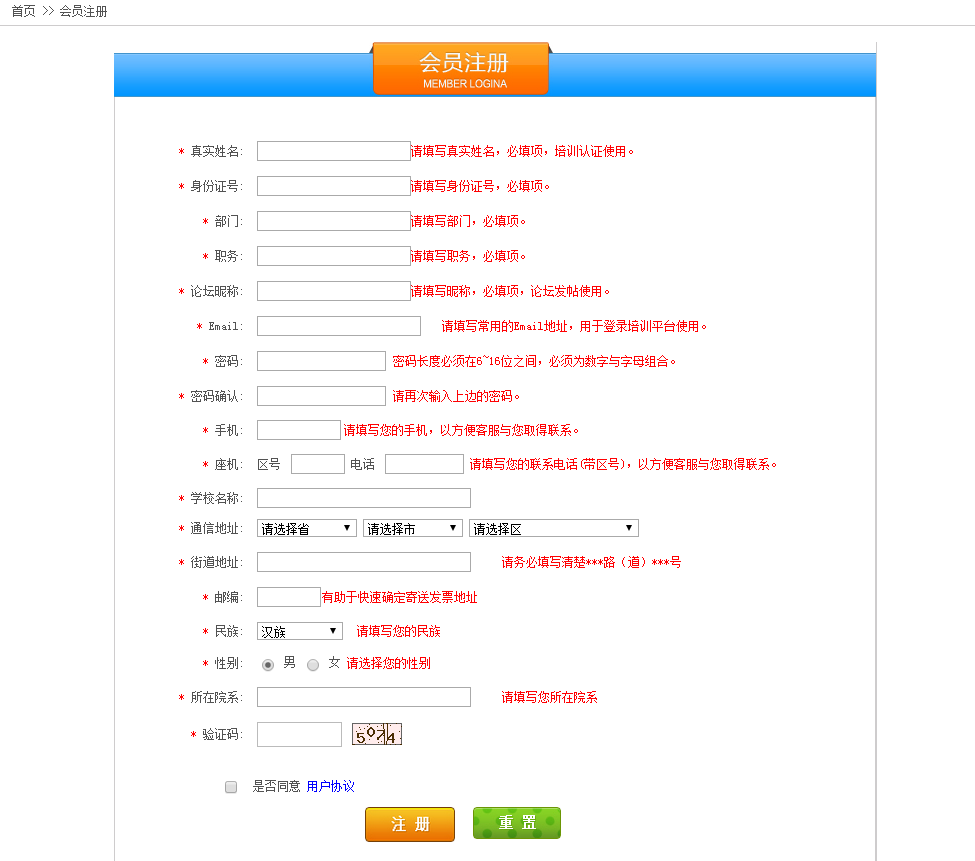 首页 >> 会员注册
会员注册
MEMBER LOGINA
* 真实姓名: 请填写真实姓名，必填项，培训认证使用。
* 身份证号: 请填写身份证号，必填项。
* 部门: 请填写部门，必填项。
* 职务: 请填写职务，必填项。
* 论坛昵称: 请填写昵称，必填项，论坛发帖使用。
* Email: 请填写常用的Email地址，用于登录培训平台使用。
* 密码: 密码长度必须在6~16位之间，必须为数字与字母组合。
* 密码确认: 请再次输入上边的密码。
* 手机: 请填写您的手机，以方便客服与您取得联系。
* 座机: 区号 电话 请填写您的联系电话(带区号)，以方便客服与您取得联系。
* 学校名称:
* 通信地址: 请选择省 请选择市 请选择区
* 街道地址: 请务必填写清楚***路（道）***号
* 邮编: 有助于快速确定寄送发票地址
* 民族: 汉族 请填写您的民族
* 性别: 男 女 请选择您的性别
* 所在院系: 请填写您所在院系
* 验证码: 5074
是否同意 用户协议
注 册 重 置